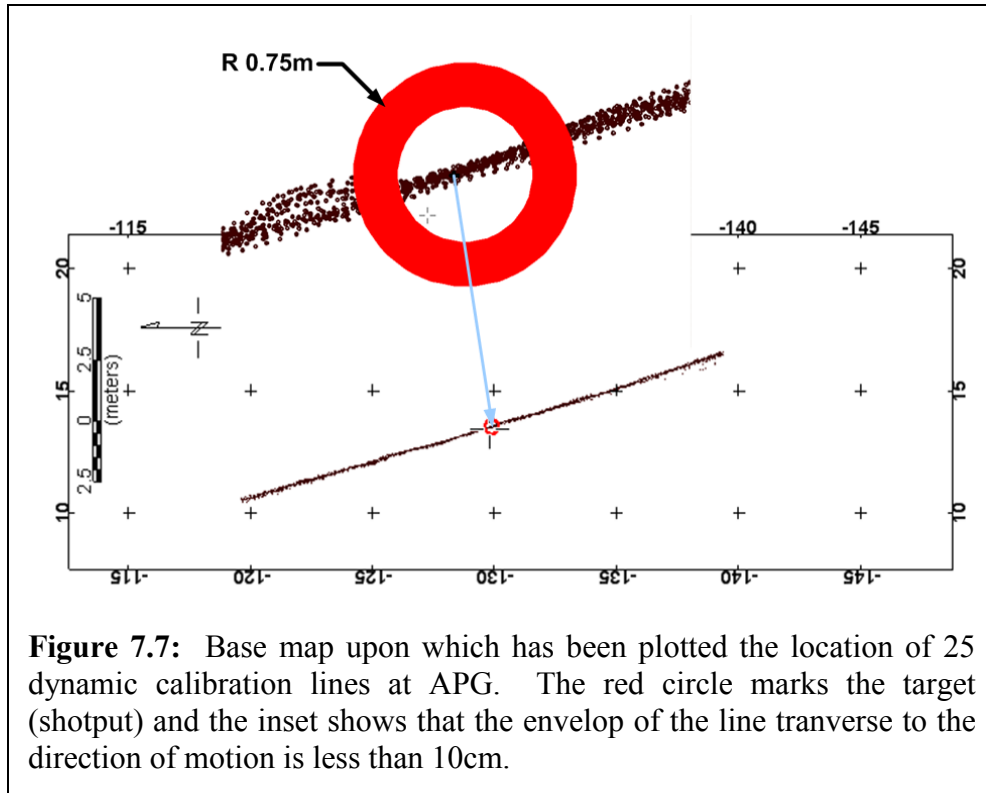 R 0.75m
-115 -140 -145
20 20
5
2.5
0
2.5
(meters)
N
15 15
10 10
-115 -120 -125 -130 -135 -140 -145
Figure 7.7: Base map upon which has been plotted the location of 25
dynamic calibration lines at APG. The red circle marks the target
(shotput) and the inset shows that the envelop of the line tranverse to the
direction of motion is less than 10cm.